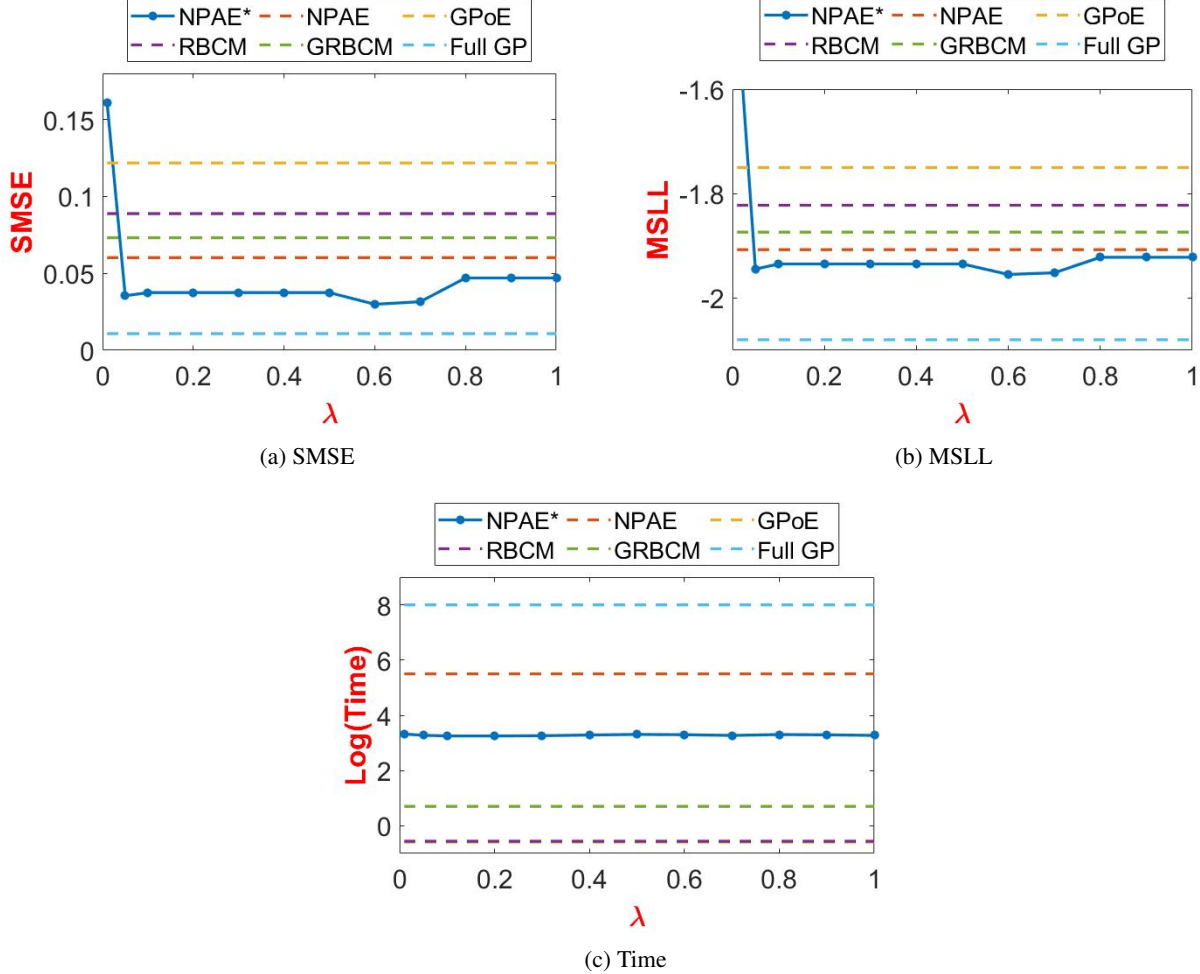 NPAE* NPAE GPoE
RBCM GRBCM Full GP
0.15
0.1
0.05
0
SMSE
0 0.2 0.4 0.6 0.8 1
λ
(a) SMSE
NPAE* NPAE GPoE
RBCM GRBCM Full GP
-1.6
-1.8
-2
MSLL
0 0.2 0.4 0.6 0.8 1
λ
(b) MSLL
NPAE* NPAE GPoE
RBCM GRBCM Full GP
8
6
4
2
0
Log(Time)
0 0.2 0.4 0.6 0.8 1
λ
(c) Time